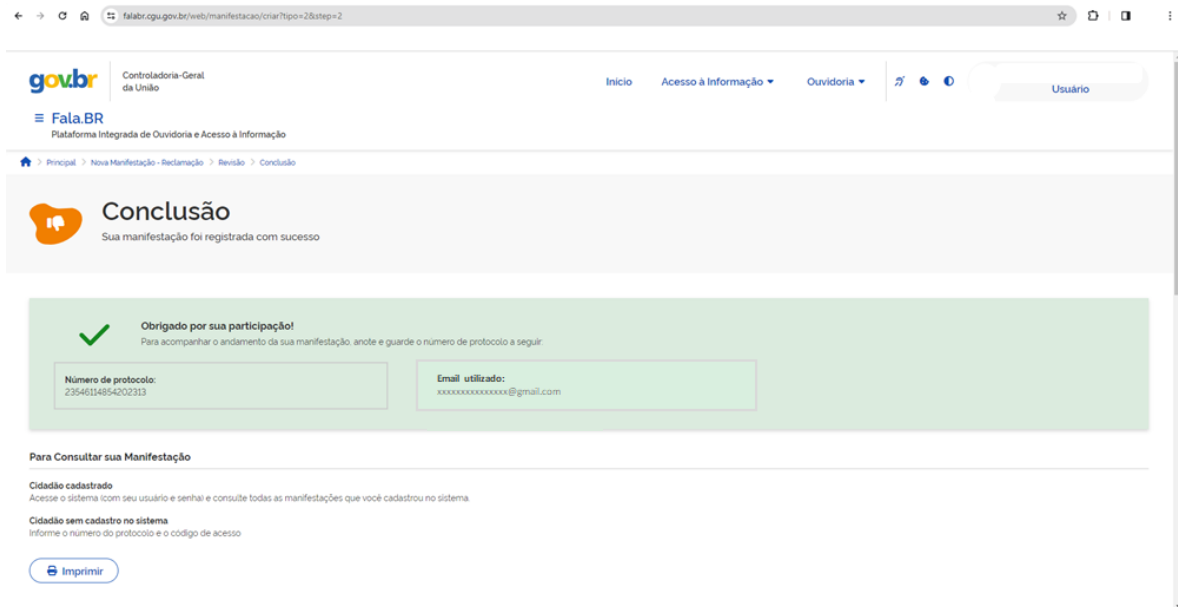 falabr.cgu.gov.br/web/manifestacao/criar?tipo=2&step=2
gov.br
Controladoria-Geral
da União
Início Acesso à Informação Ouvidoria
Usuário
Fala.BR
Plataforma Integrada de Ouvidoria e Acesso à Informação
Principal > Nova Manifestação - Reclamação > Revisão > Conclusão
Conclusão
Sua manifestação foi registrada com sucesso
Obrigado por sua participação!
Para acompanhar o andamento da sua manifestação, anote e guarde o número de protocolo a seguir:
Número de protocolo:
23546114854202313
Email utilizado:
xxxxxxxxxxxxxxx@gmail.com
Para Consultar sua Manifestação
Cidadão cadastrado
Acesse o sistema (com seu usuário e senha) e consulte todas as manifestações que você cadastrou no sistema.
Cidadão sem cadastro no sistema
Informe o número do protocolo e o código de acesso
Imprimir